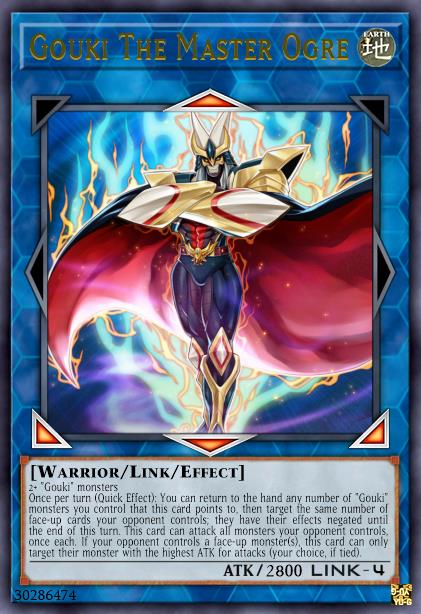 Gouki The Master Ogre
EARTH
地
[Warrior/Link/Effect]
2+ "Gouki" monsters
Once per turn (Quick Effect): You can return to the hand any number of "Gouki"
monsters you control that this card points to, then target the same number of
face-up cards your opponent controls; they have their effects negated until
the end of this turn. This card can attack all monsters your opponent controls,
once each. If your opponent controls a face-up monster(s), this card can only
target their monster with the highest ATK for attacks (your choice, if tied).
ATK/2800 LINK-4
30286474